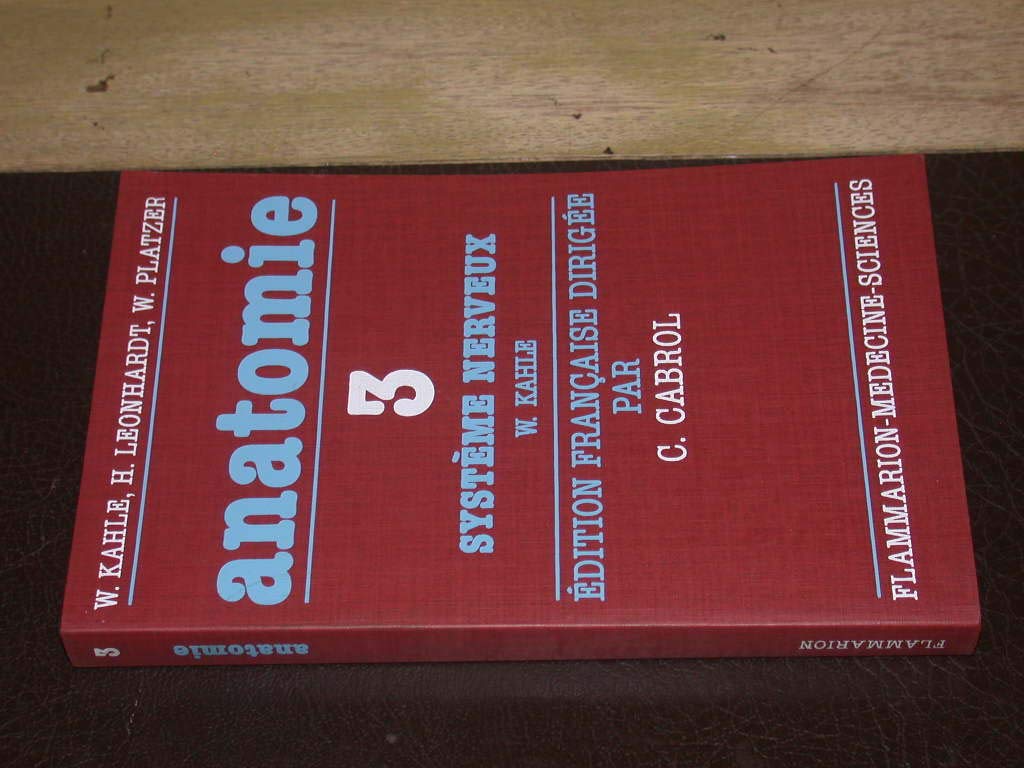 W. KAHLE, H. LEONHARDT, W. PLATZER
anatomie
3
SYSTÈME NERVEUX
W. KAHLE
ÉDITION FRANÇAISE DIRIGÉE
PAR
C. CABROL
FLAMMARION-MEDECINE-SCIENCES
3
anatomie
FLAMMARION